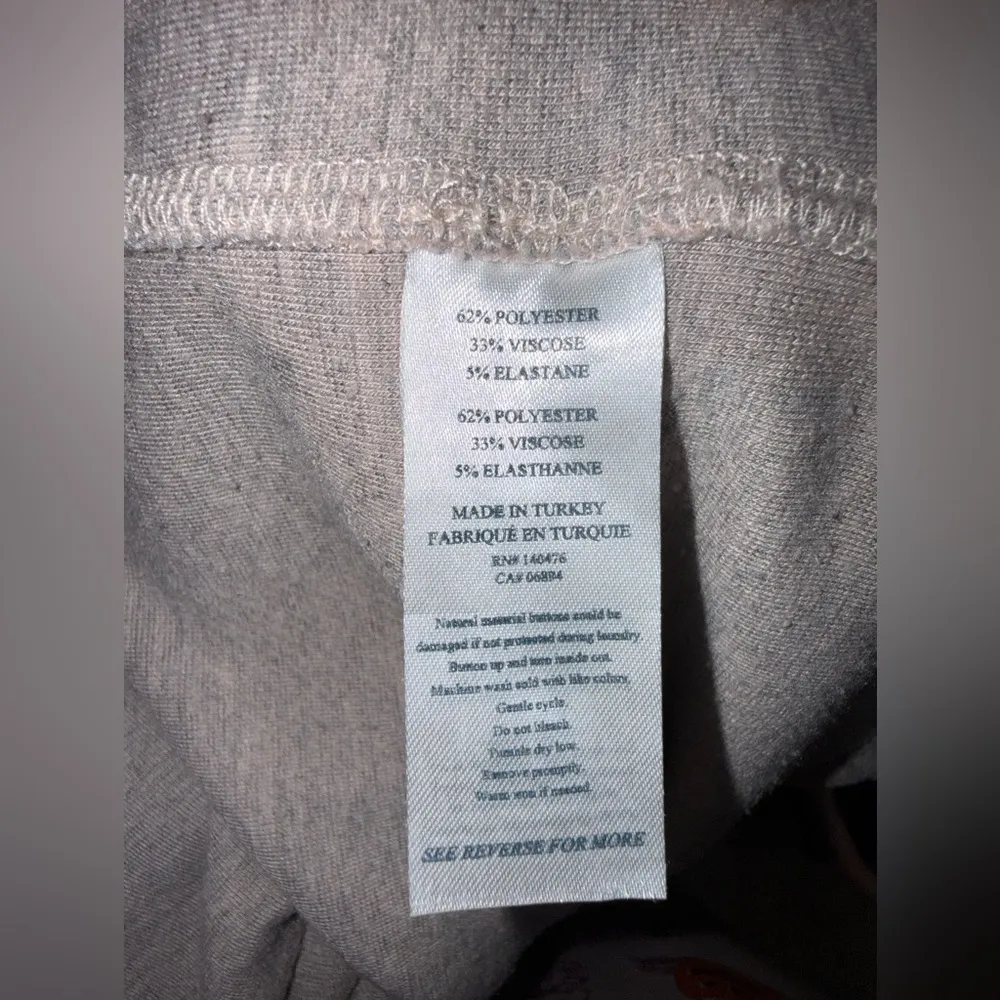 62% POLYESTER
33% VISCOSE
5% ELASTANE
62% POLYESTER
33% VISCOSE
5% ELASTHANNE
MADE IN TURKEY
FABRIQUÉ EN TURQUIE
RN# 140476
CA# 06894
Natural material buttons could be
damaged if not protected during laundry.
Button up and turn inside out.
Machine wash cold with like colors.
Gentle cycle.
Do not bleach.
Tumble dry low.
Remove promptly.
Warm iron if needed.
SEE REVERSE FOR MORE